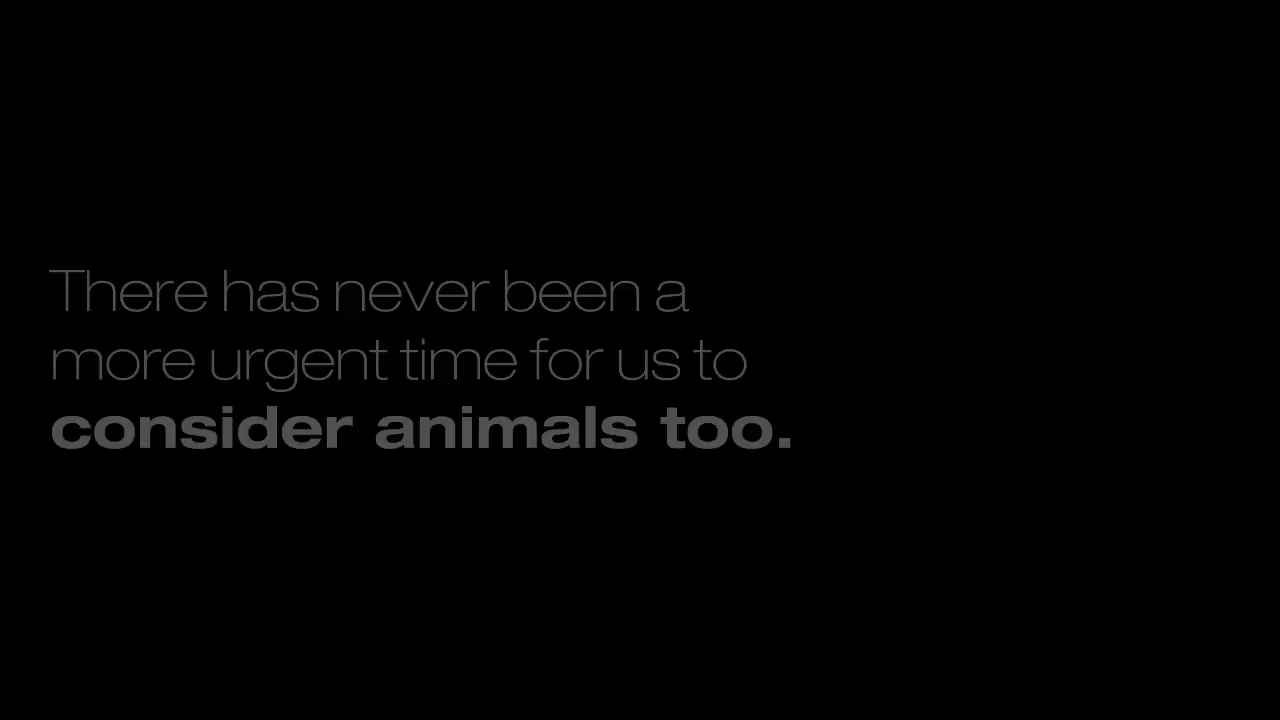 There has never been a
more urgent time for us to
consider animals too.